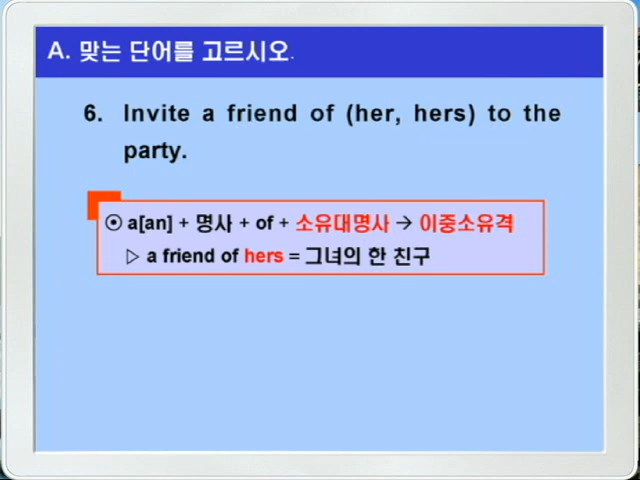 A. 맞는 단어를 고르시오.
6. Invite a friend of (her, hers) to the
party.
⊙ a[an] + 명사 + of + 소유대명사 → 이중소유격
▷ a friend of hers = 그녀의 한 친구